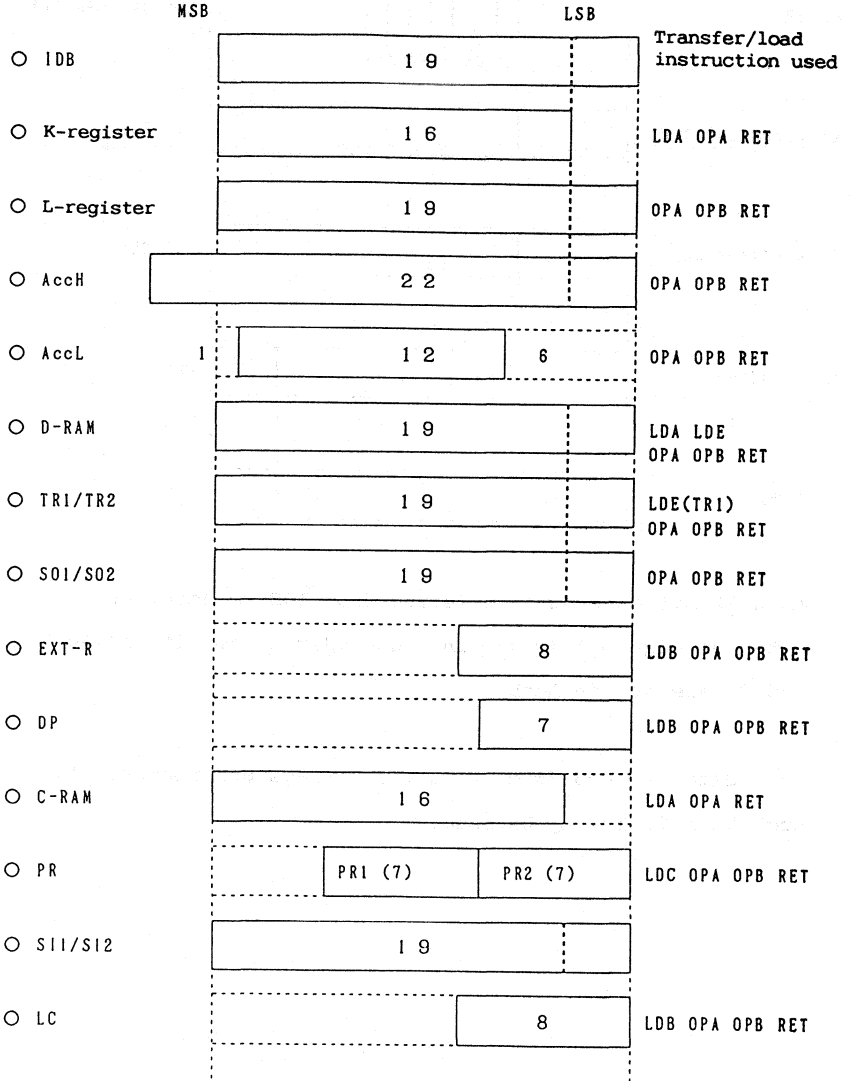 MSB LSB
Transfer/load
○ IDB 19 instruction used
○ K-register 16 LDA OPA RET
○ L-register 19 OPA OPB RET
○ AccH 22 OPA OPB RET
○ AccL 1 12 6 OPA OPB RET
○ D-RAM 19 LDA LDE
OPA OPB RET
○ TR1/TR2 19 LDE(TR1)
OPA OPB RET
○ SO1/SO2 19 OPA OPB RET
○ EXT-R 8 LDB OPA OPB RET
○ DP 7 LDB OPA OPB RET
○ C-RAM 16 LDA OPA RET
○ PR PR1 (7) PR2 (7) LDC OPA OPB RET
○ SI1/SI2 19
○ LC 8 LDB OPA OPB RET